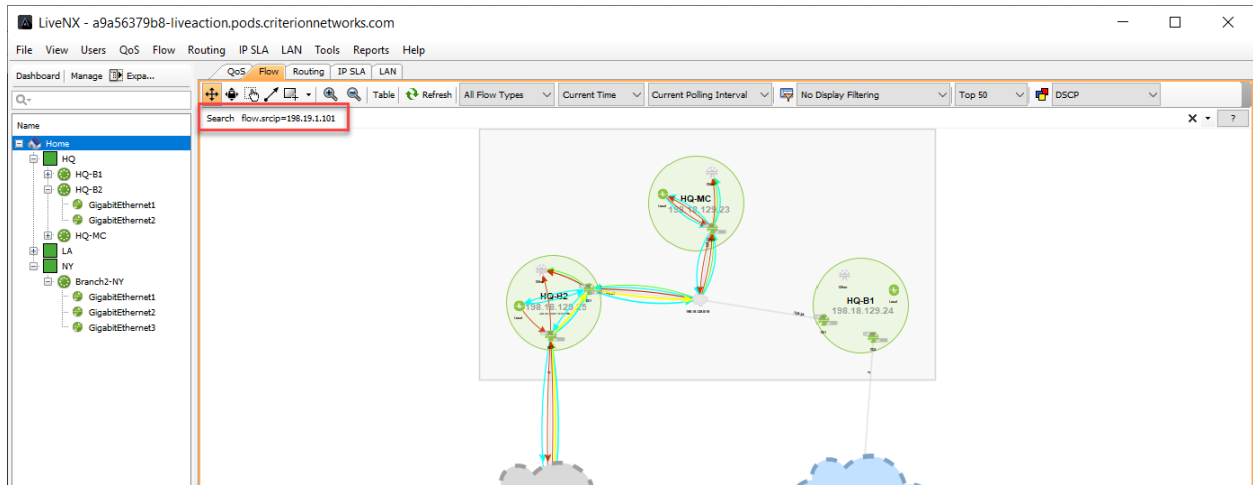 LiveNX - a9a56379b8-liveaction.pods.criterionnetworks.com
File View Users QoS Flow Routing IP SLA LAN Tools Reports Help
Dashboard Manage Expa...
QoS Flow Routing IP SLA LAN
Table Refresh All Flow Types Current Time Current Polling Interval No Display Filtering Top 50 DSCP
Search flow.srcip=198.19.1.101
?
Name
Home
HQ
HQ-B1
HQ-B2
GigabitEthernet1
GigabitEthernet2
HQ-MC
LA
NY
Branch2-NY
GigabitEthernet1
GigabitEthernet2
GigabitEthernet3
HQ-MC
198.18.129.23
HQ-B2
198.18.129.25
HQ-B1
198.18.129.24